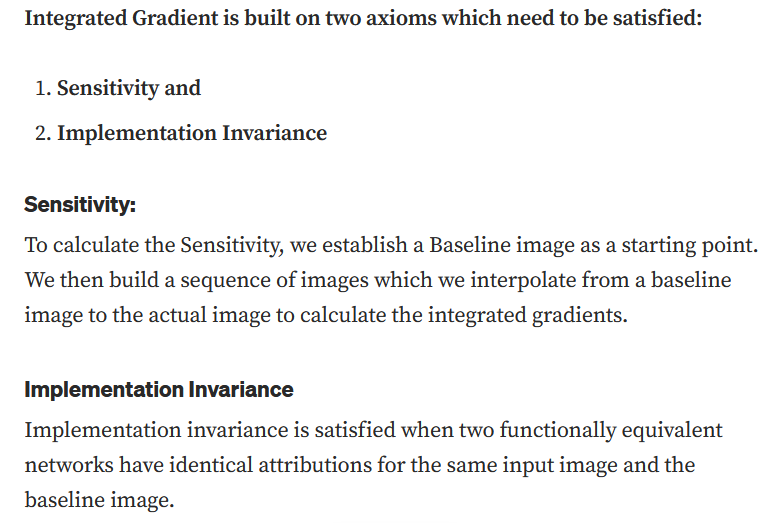 Integrated Gradient is built on two axioms which need to be satisfied:
1. Sensitivity and
2. Implementation Invariance
Sensitivity:
To calculate the Sensitivity, we establish a Baseline image as a starting point.
We then build a sequence of images which we interpolate from a baseline
image to the actual image to calculate the integrated gradients.
Implementation Invariance
Implementation invariance is satisfied when two functionally equivalent
networks have identical attributions for the same input image and the
baseline image.